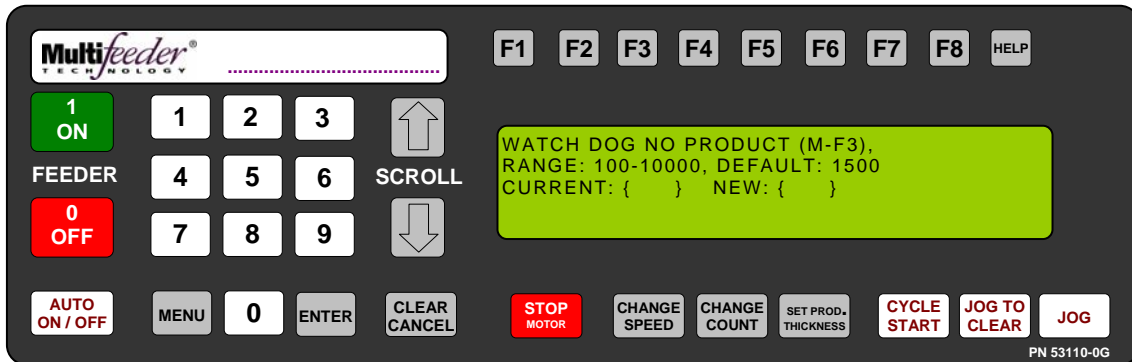 Multifeeder®
TECHNOLOGY
F1 F2 F3 F4 F5 F6 F7 F8 HELP
1
ON
FEEDER
0
OFF
1 2 3
4 5 6
7 8 9
SCROLL
WATCH DOG NO PRODUCT (M-F3),
RANGE: 100-10000, DEFAULT: 1500
CURRENT: {    }   NEW: {    }
AUTO
ON / OFF
MENU
0
ENTER
CLEAR
CANCEL
STOP
MOTOR
CHANGE
SPEED
CHANGE
COUNT
SET PROD.
THICKNESS
CYCLE
START
JOG TO
CLEAR
JOG
PN 53110-0G